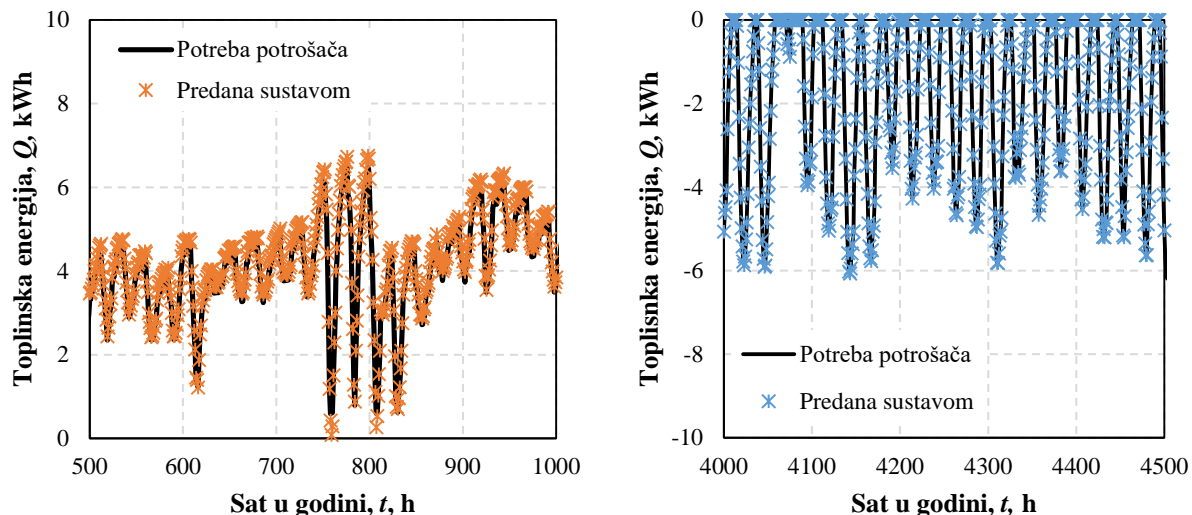 Toplinska energija, Q, kWh
10
8
6
4
2
0
Potreba potrošača
Predana sustavom
500 600 700 800 900 1000
Sat u godini, t, h
Toplisnka energija, Q, kWh
0
-2
-4
-6
-8
-10
Potreba potrošača
Predana sustavom
4000 4100 4200 4300 4400 4500
Sat u godini, t, h